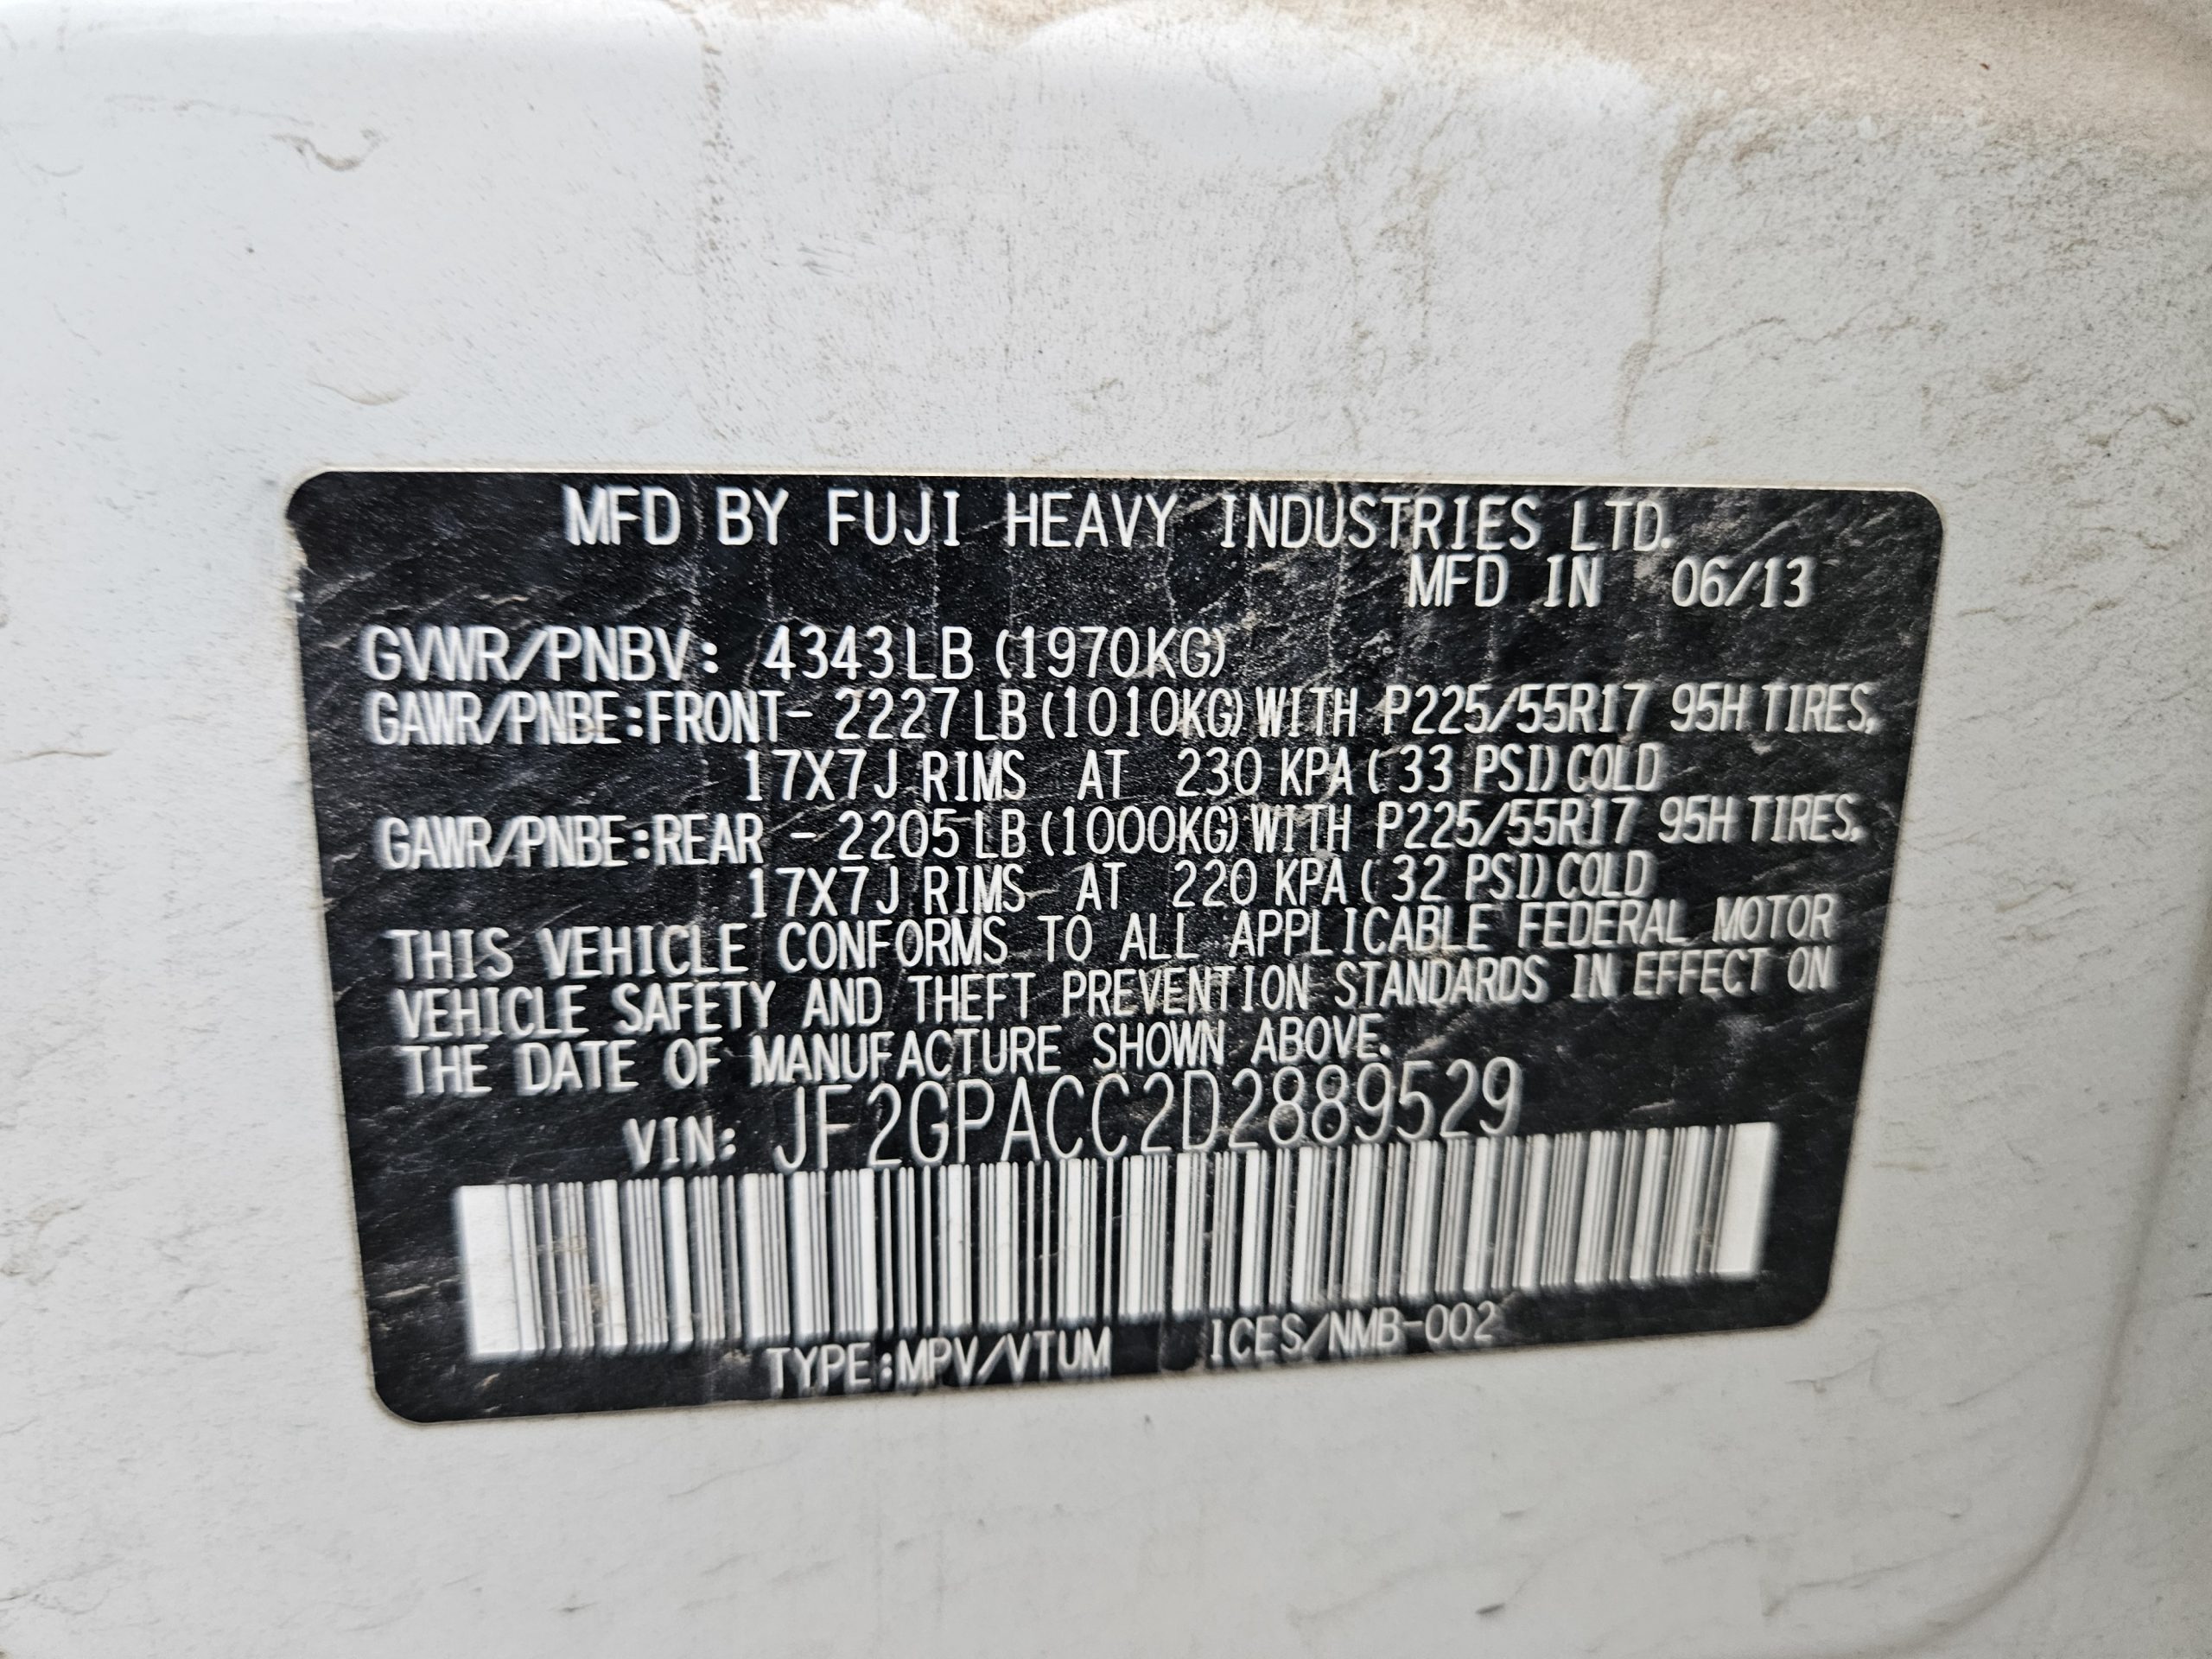 MFD BY FUJI HEAVY INDUSTRIES LTD.
MFD IN 06/13
GVWR/PNBV: 4343LB (1970KG)
GAWR/PNBE:FRONT- 2227LB(1010KG)WITH P225/55R17 95H TIRES,
17X7J RIMS AT 230 KPA( 33 PSI)COLD
GAWR/PNBE:REAR - 2205LB(1000KG)WITH P225/55R17 95H TIRES,
17X7J RIMS AT 220 KPA( 32 PSI)COLD
THIS VEHICLE CONFORMS TO ALL APPLICABLE FEDERAL MOTOR
VEHICLE SAFETY AND THEFT PREVENTION STANDARDS IN EFFECT ON
THE DATE OF MANUFACTURE SHOWN ABOVE.
VIN: JF2GPACC2D2889529
TYPE:MPV/VTUM ICES/NMB-002